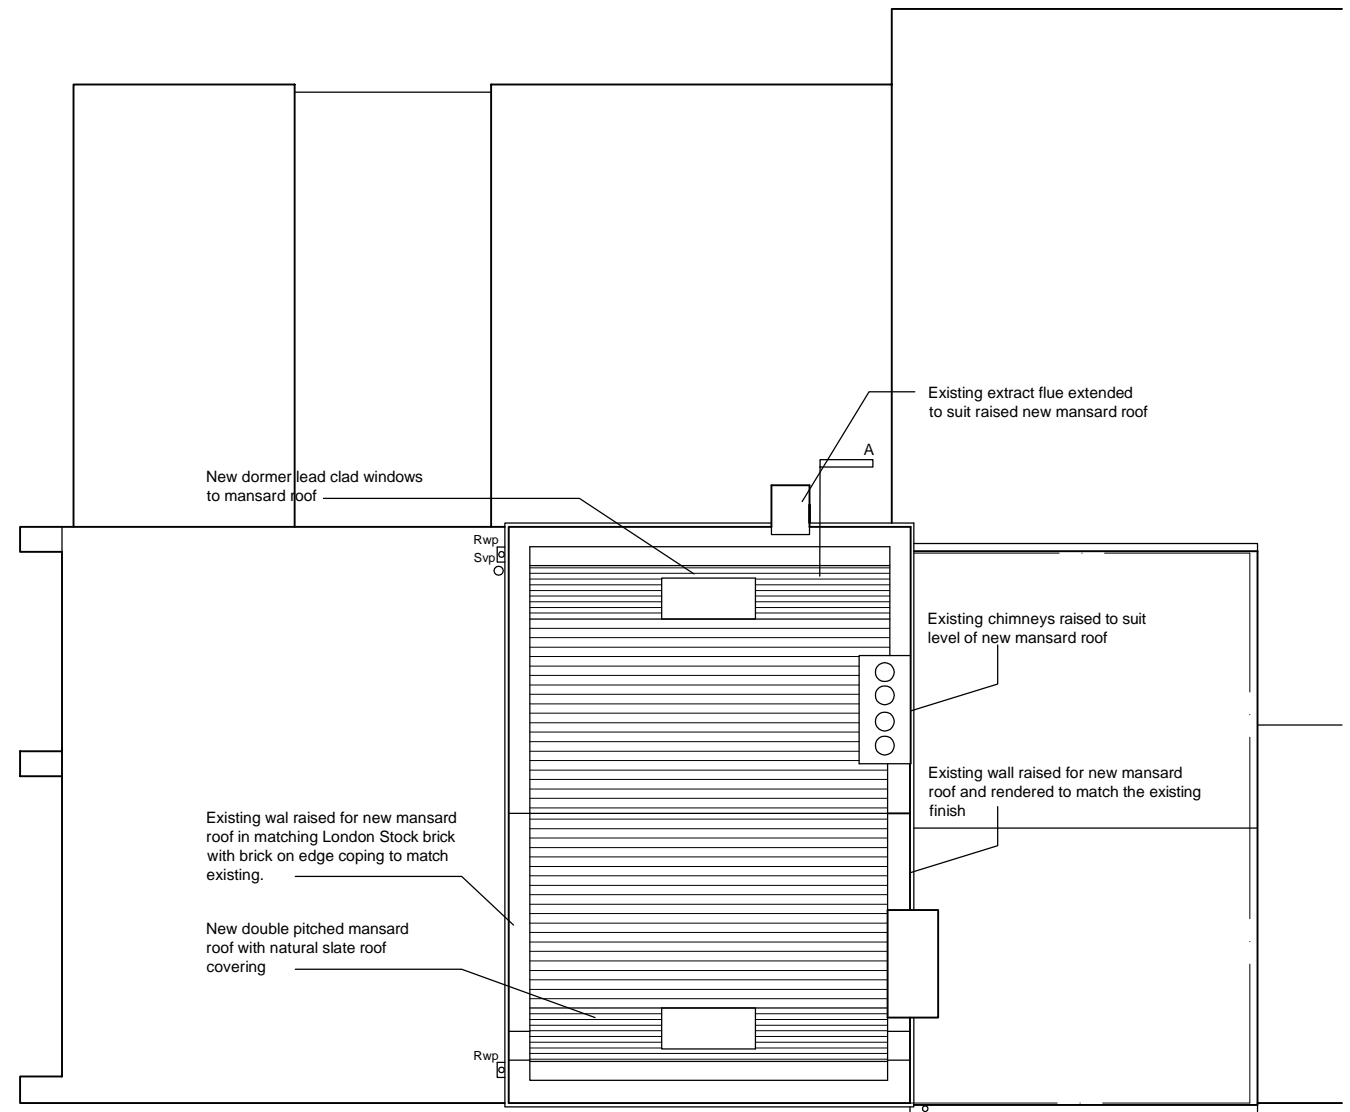 Existing extract flue extended
to suit raised new mansard roof
A
New dormer lead clad windows
to mansard roof
Rwp
Svp
Existing chimneys raised to suit
level of new mansard roof
Existing wall raised for new mansard
roof and rendered to match the existing
finish
Existing wal raised for new mansard
roof in matching London Stock brick
with brick on edge coping to match
existing.
New double pitched mansard
roof with natural slate roof
covering
Rwp